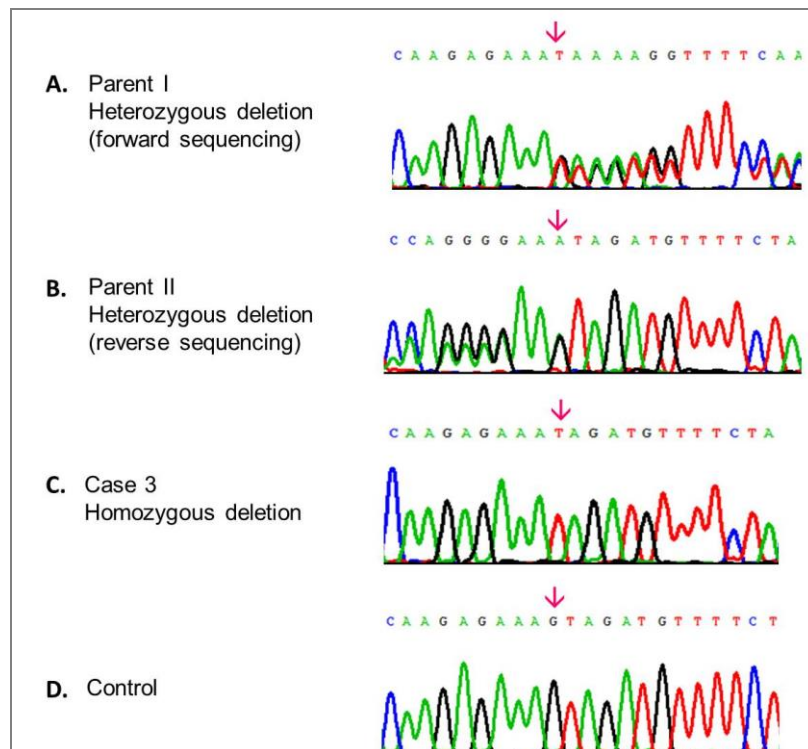 C A A G A G A A A T A A A A G G T T T T C A A
A. Parent I
Heterozygous deletion
(forward sequencing)
C C A G G G G A A A T A G A T G T T T T C T A
B. Parent II
Heterozygous deletion
(reverse sequencing)
C A A G A G A A A T A G A T G T T T T C T A
C. Case 3
Homozygous deletion
C A A G A G A A A G T A G A T G T T T T C T
D. Control